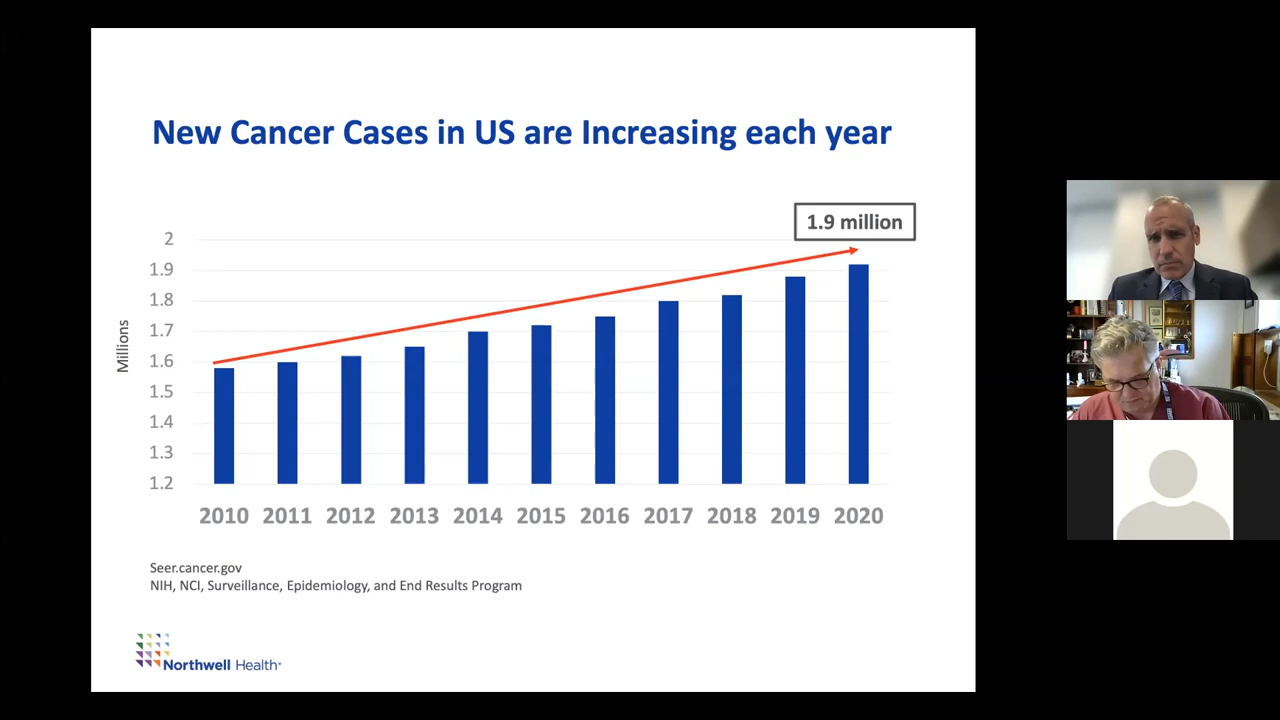 New Cancer Cases in US are Increasing each year
1.9 million
2
1.9
1.8
1.7
1.6
1.5
1.4
1.3
1.2
Millions
2010 2011 2012 2013 2014 2015 2016 2017 2018 2019 2020
Seer.cancer.gov
NIH, NCI, Surveillance, Epidemiology, and End Results Program
Northwell Health